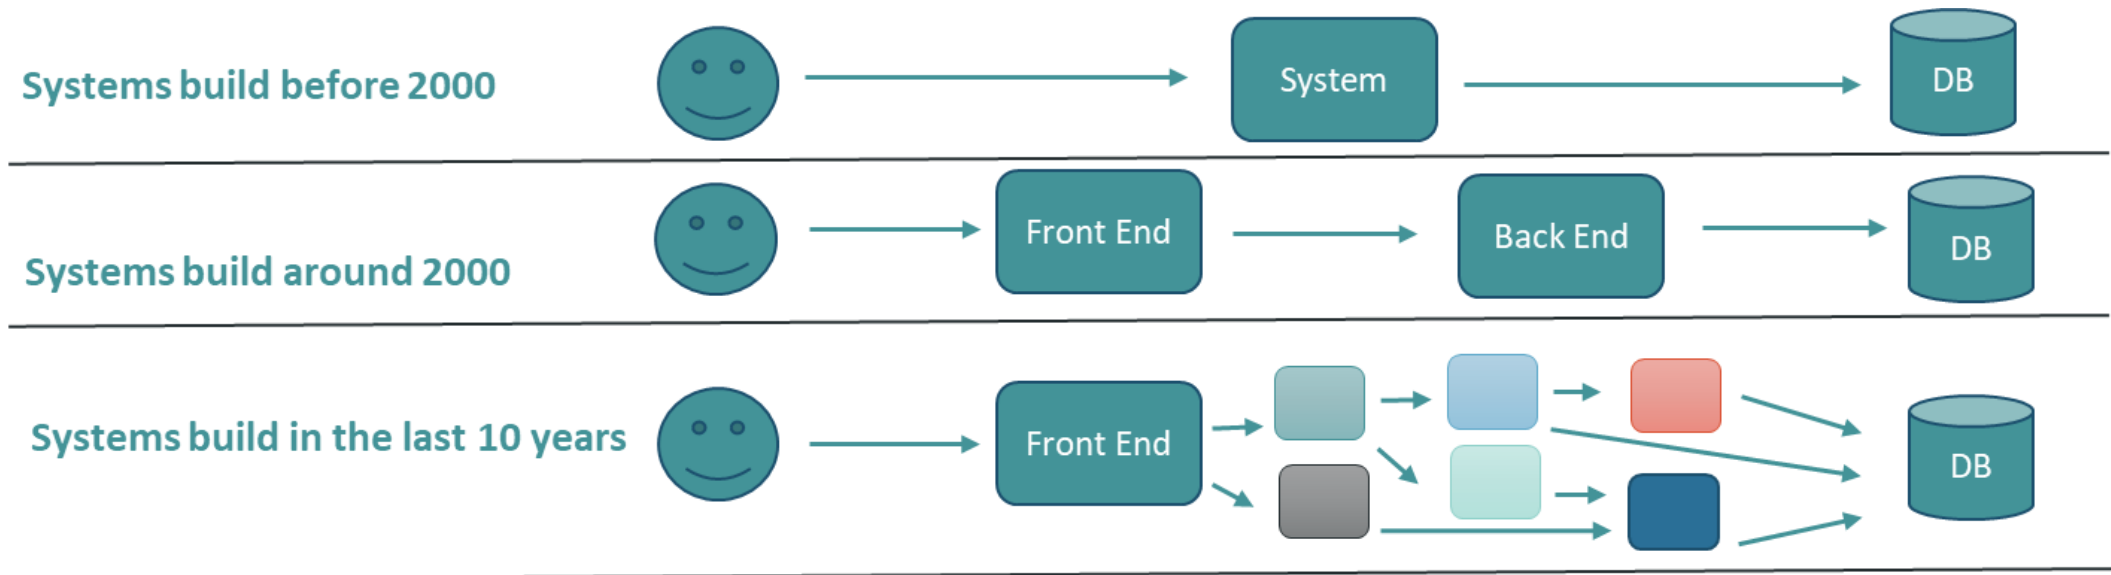 Systems build before 2000
System
DB
Systems build around 2000
Front End
Back End
DB
Systems build in the last 10 years
Front End
DB